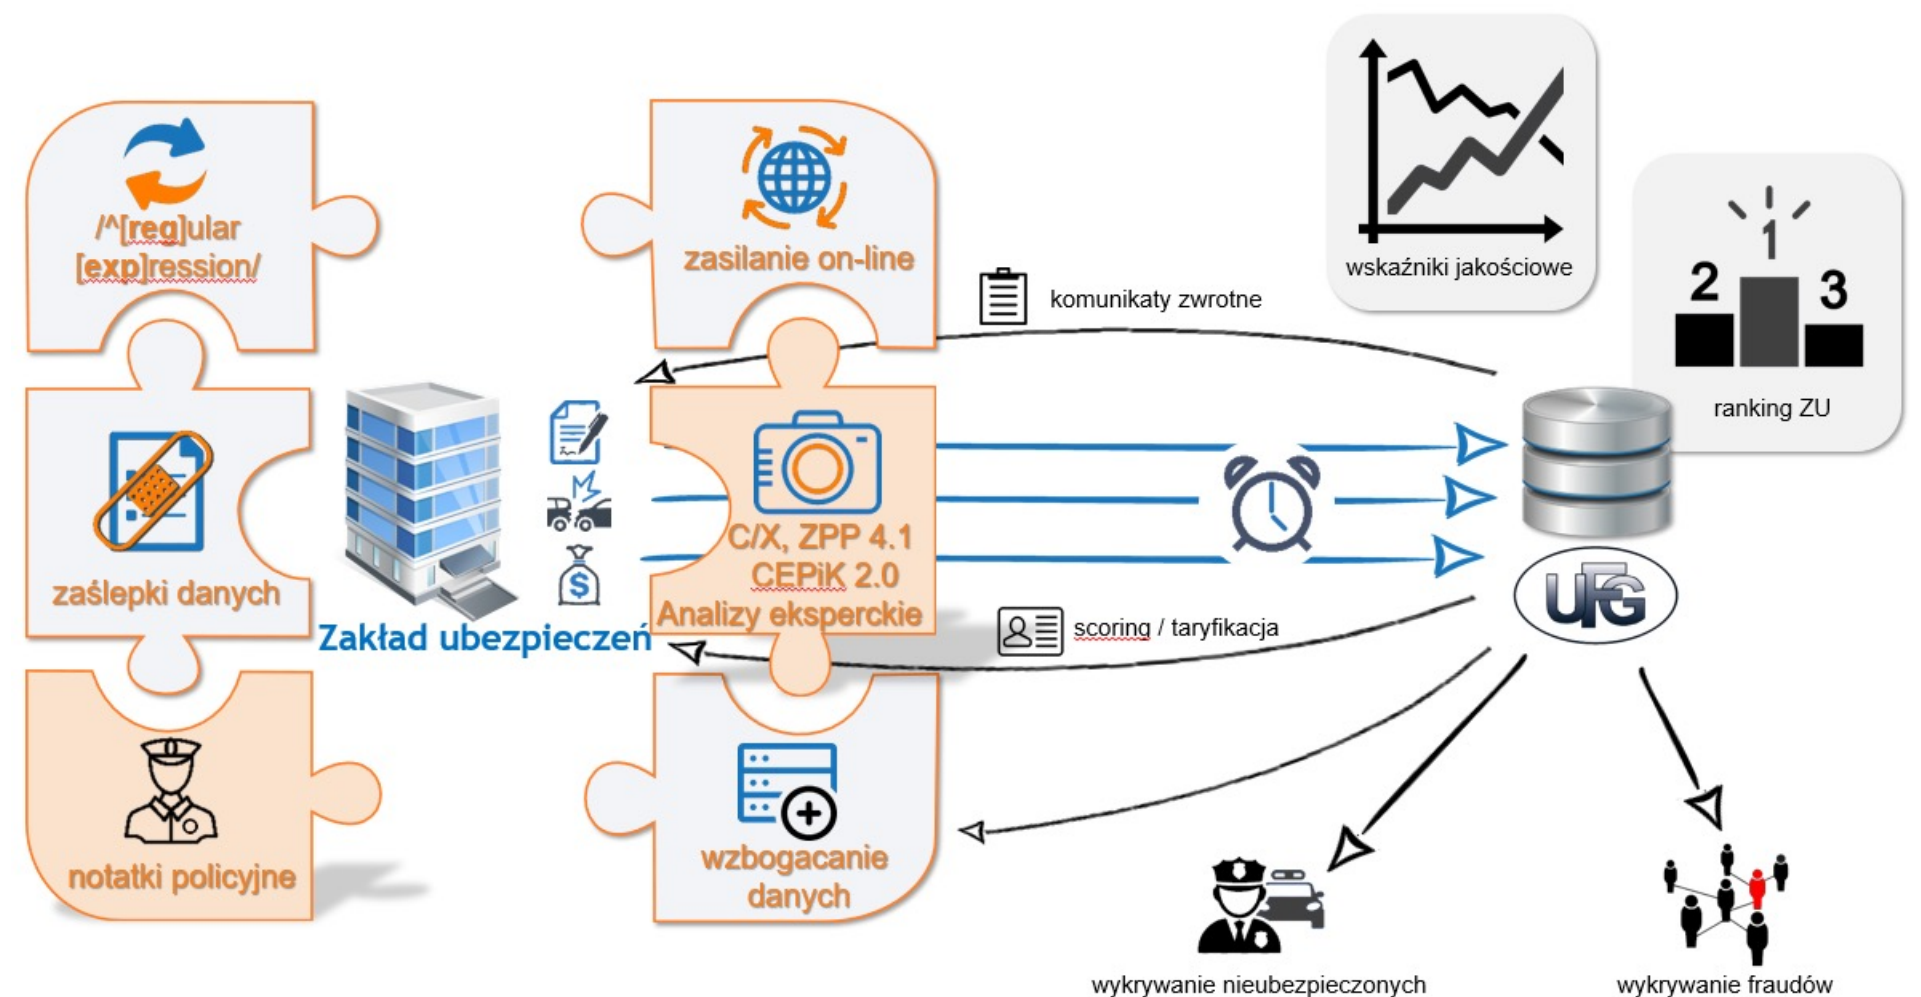 /^[reg]ular
[exp]ression/
zaślepki danych
notatki policyjne
Zakład ubezpieczeń
$
zasilanie on-line
C/X, ZPP 4.1
CEPiK 2.0
Analizy eksperckie
wzbogacanie
danych
komunikaty zwrotne
scoring / taryfikacja
wskaźniki jakościowe
1
2
3
ranking ZU
UFG
wykrywanie nieubezpieczonych
wykrywanie fraudów